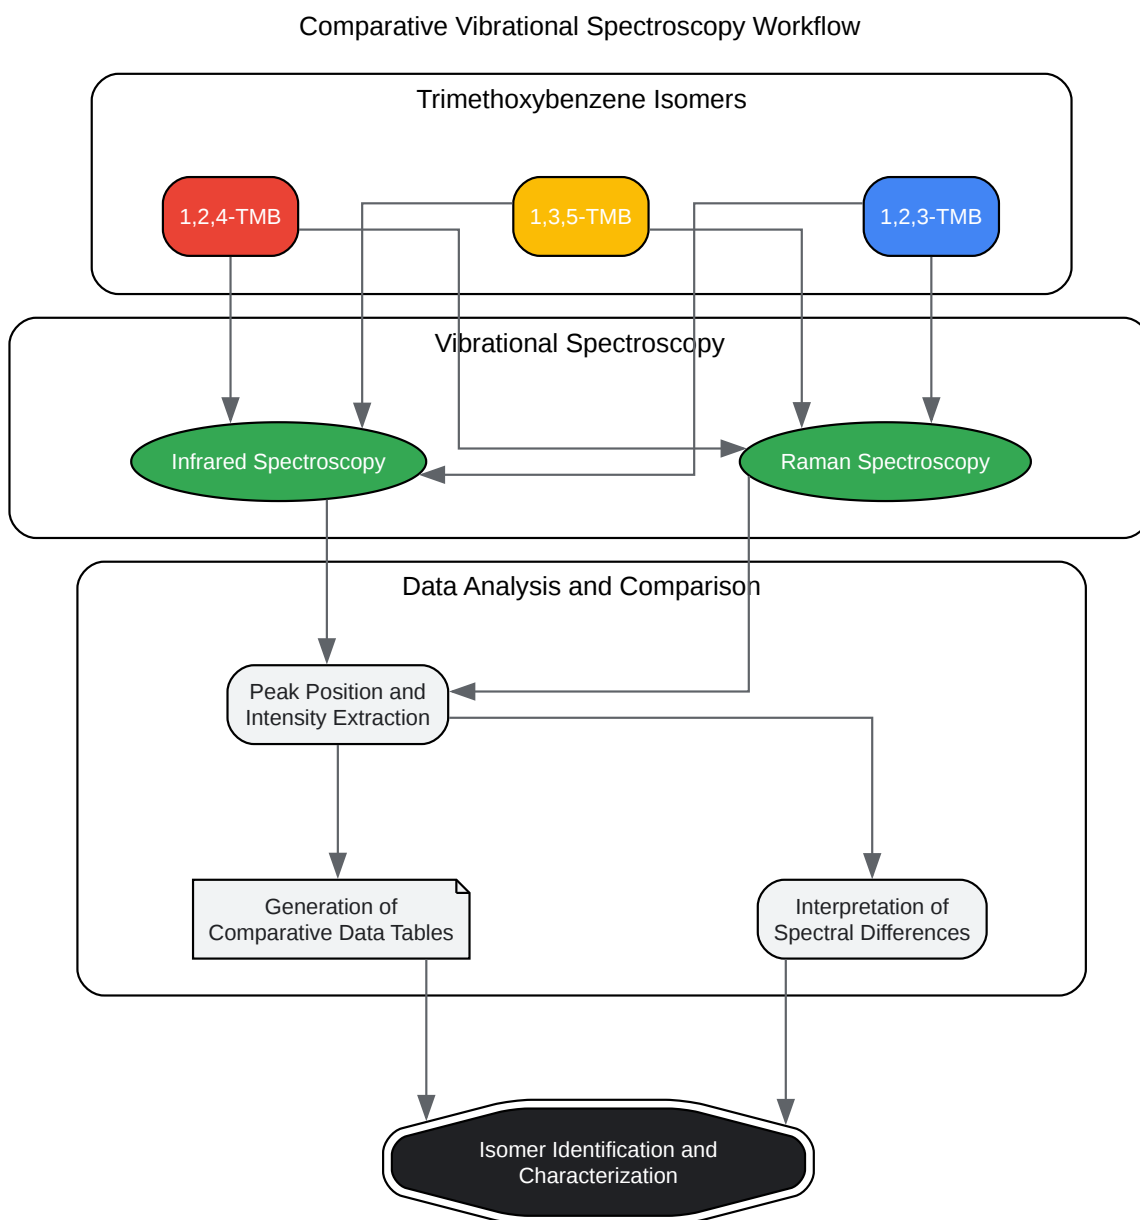 Comparative Vibrational Spectroscopy Workflow
Trimethoxybenzene Isomers
1,2,4-TMB
1,3,5-TMB
1,2,3-TMB
Vibrational Spectroscopy
Infrared Spectroscopy
Raman Spectroscopy
Data Analysis and Comparison
Peak Position and
Intensity Extraction
Generation of
Comparative Data Tables
Interpretation of
Spectral Differences
Isomer Identification and
Characterization